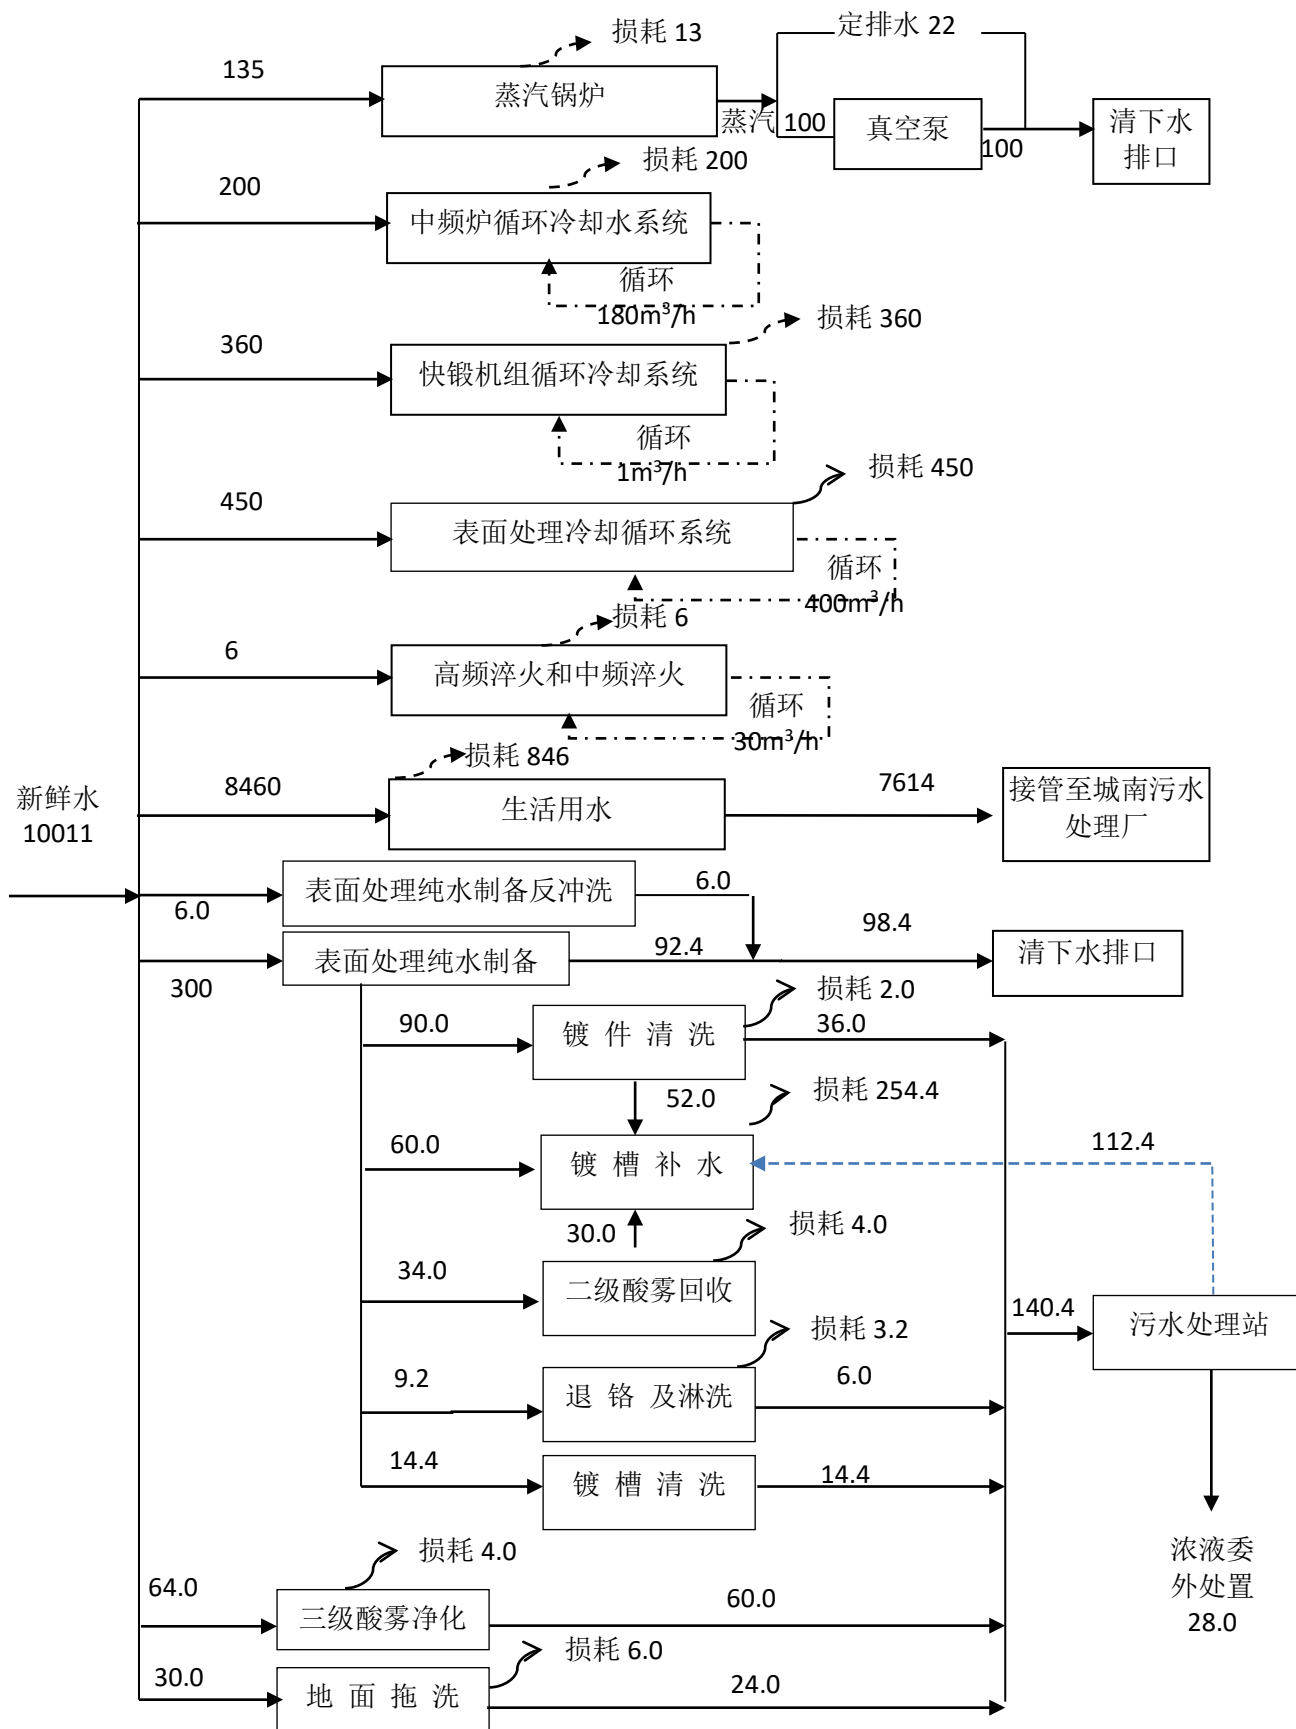 损耗 13
定排水 22
135
蒸汽锅炉
蒸汽
100
真空泵
100
清下水
排口
损耗 200
200
中频炉循环冷却水系统
循环
180m³/h
损耗 360
360
快锻机组循环冷却系统
循环
1m³/h
损耗 450
450
表面处理冷却循环系统
循环
400m³/h
损耗 6
6
高频淬火和中频淬火
循环
30m³/h
损耗 846
8460
生活用水
7614
接管至城南污水
处理厂
新鲜水
10011
6.0
表面处理纯水制备反冲洗
6.0
300
表面处理纯水制备
92.4
98.4
清下水排口
损耗 2.0
90.0
镀 件 清 洗
36.0
52.0
损耗 254.4
60.0
镀 槽 补 水
112.4
30.0
损耗 4.0
34.0
二级酸雾回收
140.4
污水处理站
损耗 3.2
9.2
退 铬 及淋洗
6.0
14.4
镀 槽 清 洗
14.4
浓液委
外处置
28.0
损耗 4.0
64.0
三级酸雾净化
60.0
损耗 6.0
30.0
地 面 拖 洗
24.0